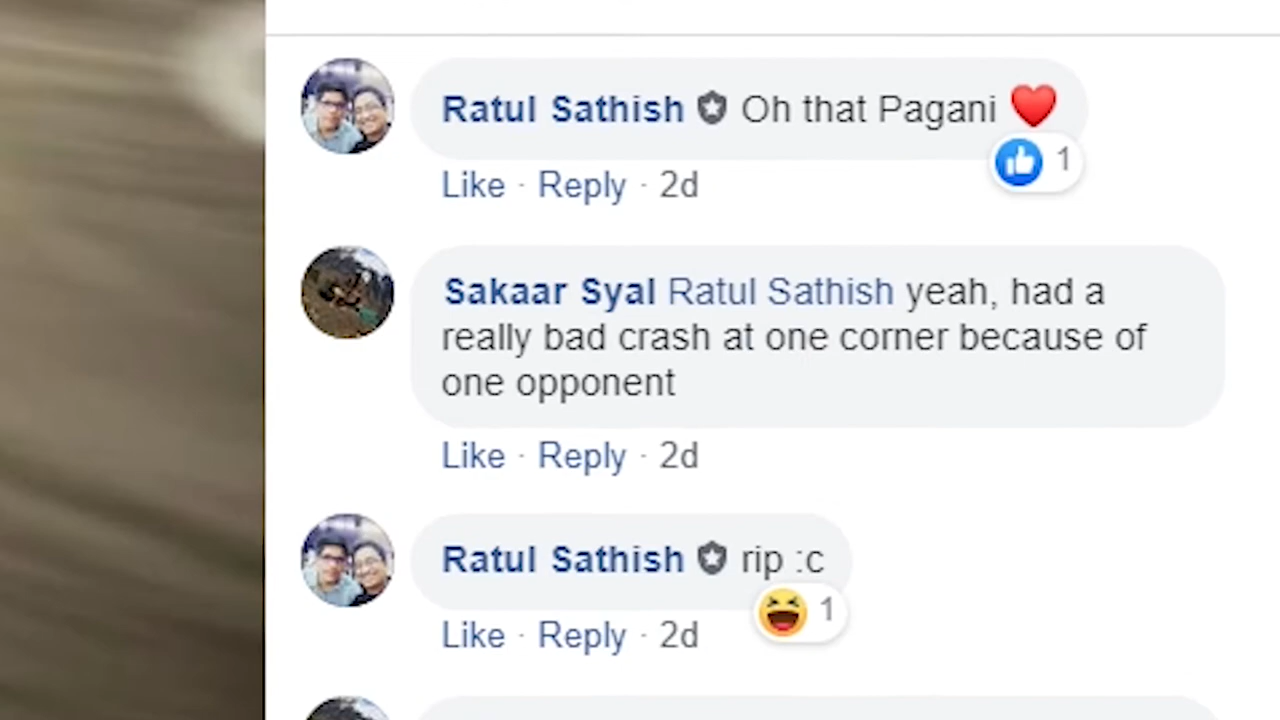 Ratul Sathish Oh that Pagani ❤️
1
Like · Reply · 2d
Sakaar Syal Ratul Sathish yeah, had a
really bad crash at one corner because of
one opponent
Like · Reply · 2d
Ratul Sathish rip :c
1
Like · Reply · 2d